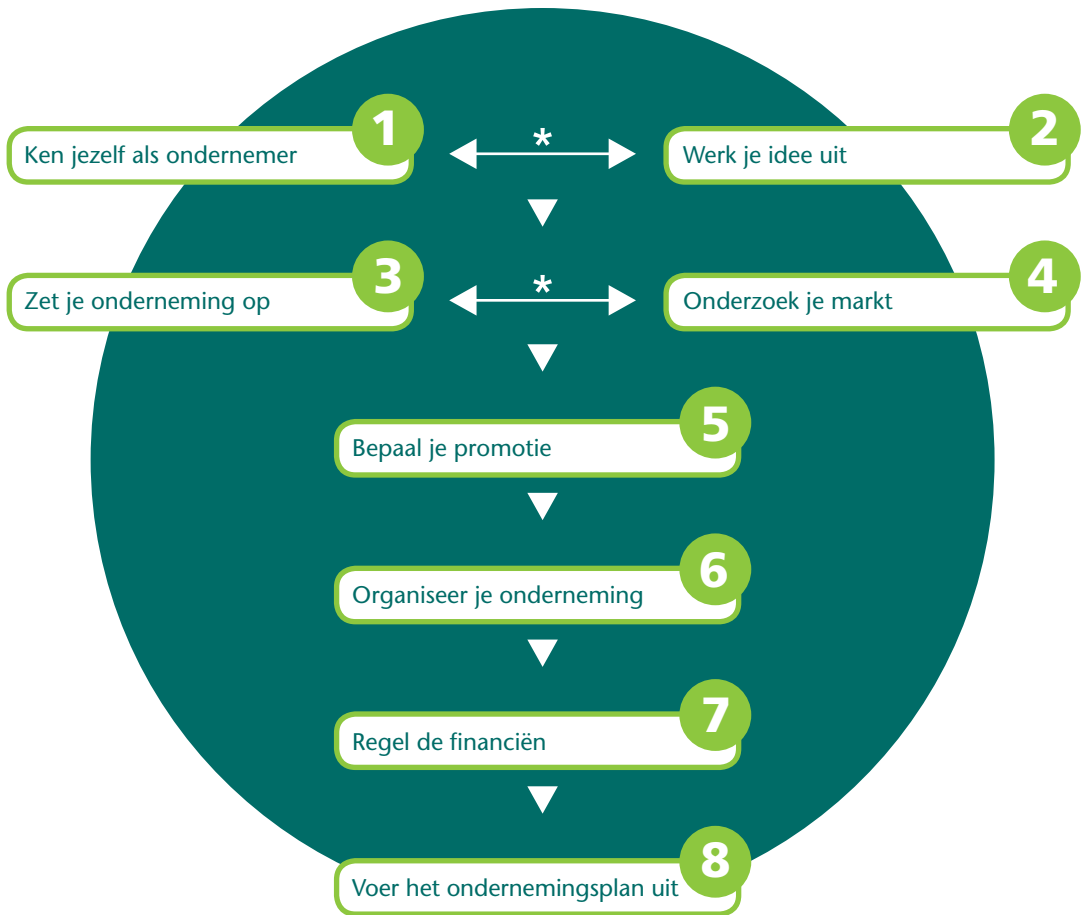 1
Ken jezelf als ondernemer
*
2
Werk je idee uit
3
Zet je onderneming op
*
4
Onderzoek je markt
5
Bepaal je promotie
6
Organiseer je onderneming
7
Regel de financiën
8
Voer het ondernemingsplan uit